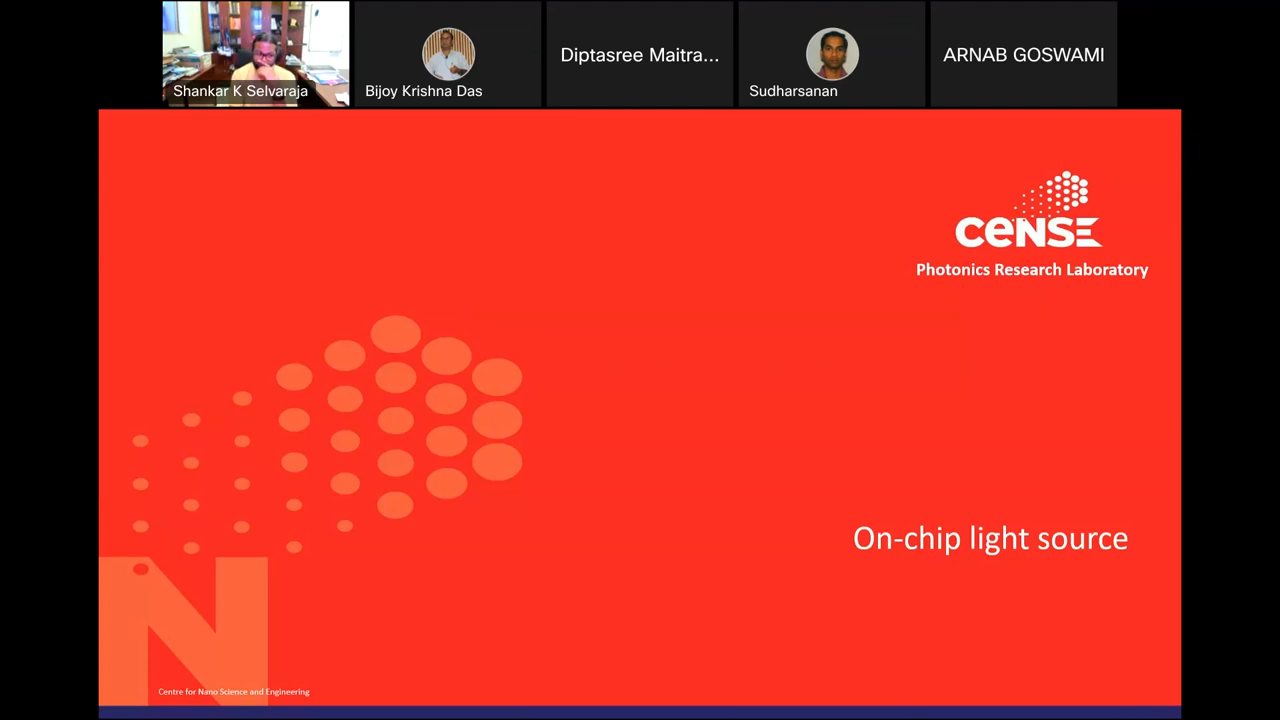 Shankar K Selvaraja
Bijoy Krishna Das
Diptasree Maitra...
Sudharsanan
ARNAB GOSWAMI
CeNSE
Photonics Research Laboratory
On-chip light source
N
Centre for Nano Science and Engineering